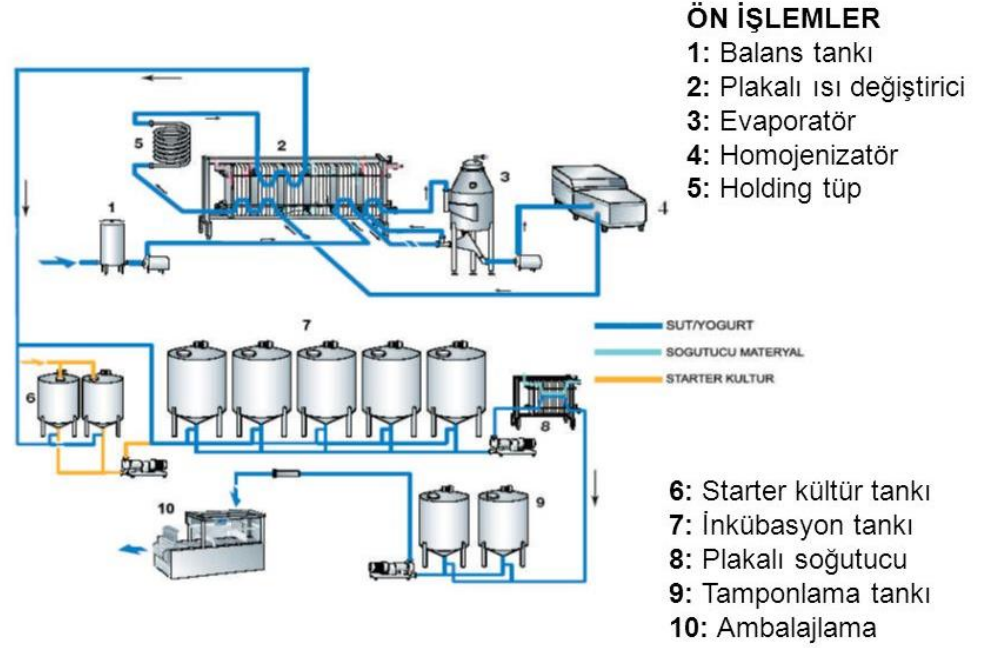 ÖN İŞLEMLER
1: Balans tankı
2: Plakalı ısı değiştirici
3: Evaporatör
4: Homojenizatör
5: Holding tüp
1
2
3
4
5
6
7
8
9
10
SUT/YOGURT
SOGUTUCU MATERYAL
STARTER KULTUR
6: Starter kültür tankı
7: İnkübasyon tankı
8: Plakalı soğutucu
9: Tamponlama tankı
10: Ambalajlama